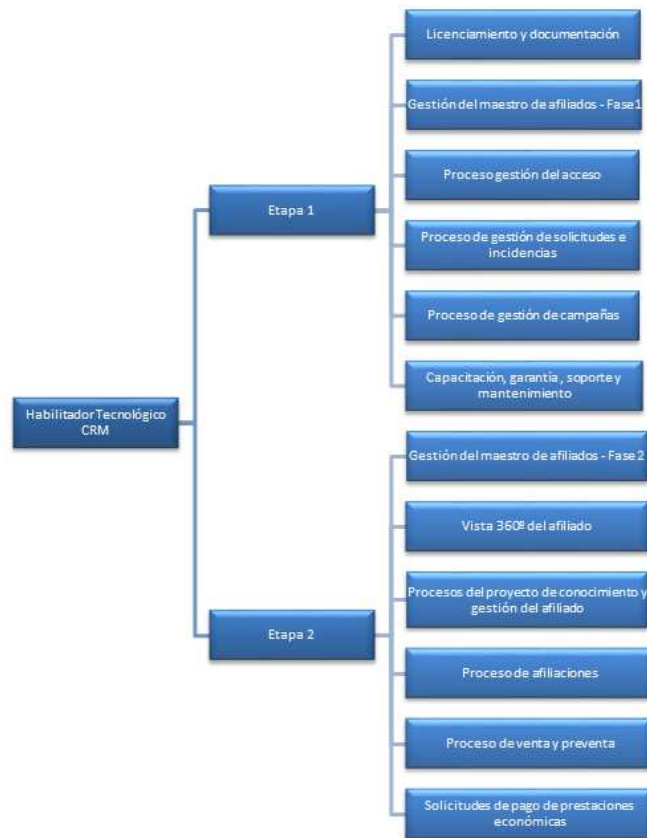 Licenciamiento y documentación
Gestión del maestro de afiliados - Fase 1
Proceso gestión del acceso
Etapa 1
Proceso de gestión de solicitudes e
incidencias
Proceso de gestión de campañas
Capacitación, garantía, soporte y
mantenimiento
Habilitador Tecnológico
CRM
Gestión del maestro de afiliados - Fase 2
Vista 360º del afiliado
Procesos del proyecto de conocimiento y
gestión del afiliado
Etapa 2
Proceso de afiliaciones
Proceso de venta y preventa
Solicitudes de pago de prestaciones
económicas